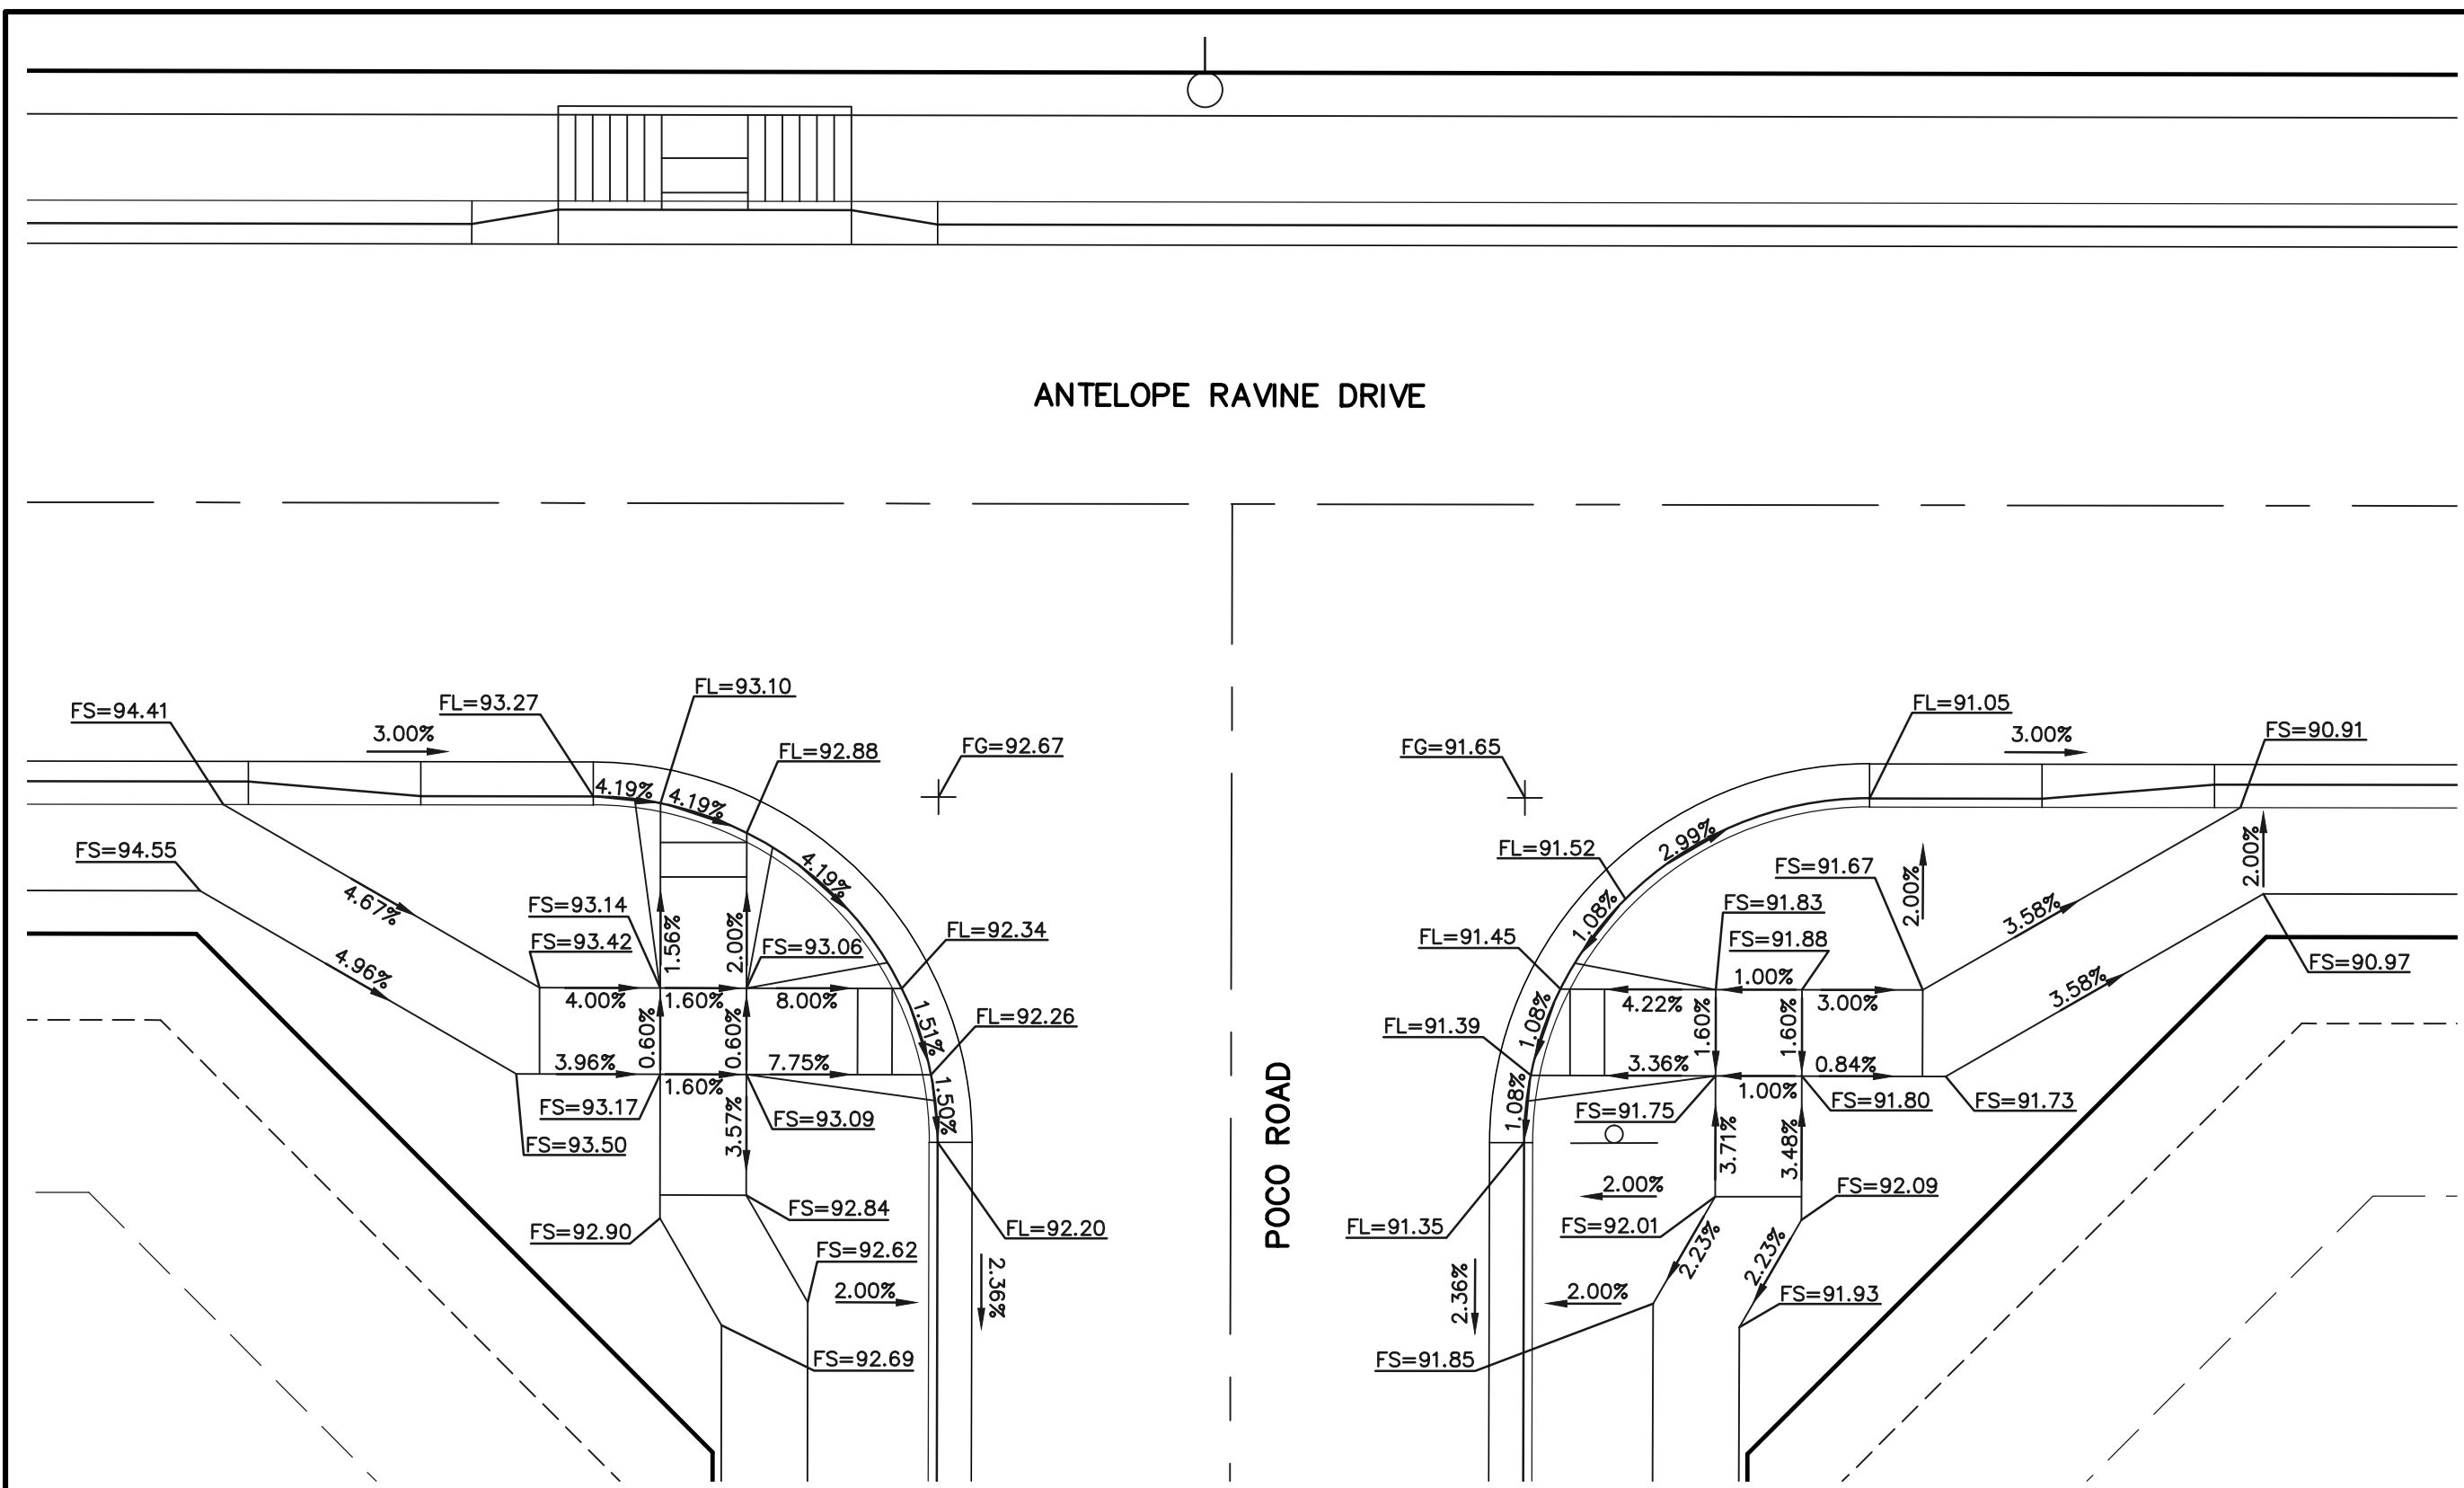 ANTELOPE RAVINE DRIVE
POCO ROAD
FS=94.41
3.00%
FL=93.27
FL=93.10
FL=92.88
FG=92.67
4.19%
4.19%
4.19%
FS=94.55
4.67%
4.96%
FS=93.14
FS=93.42
1.56%
2.00%
FS=93.06
FL=92.34
4.00%
1.60%
8.00%
1.51%
FL=92.26
0.60%
0.60%
3.96%
1.60%
7.75%
1.50%
FS=93.17
FS=93.50
3.57%
FS=93.09
FS=92.90
FS=92.84
FL=92.20
FS=92.62
2.00%
2.36%
FS=92.69
FG=91.65
FL=91.05
3.00%
FS=90.91
FL=91.52
2.99%
FS=91.67
2.00%
2.00%
1.08%
FS=91.83
FS=91.88
FL=91.45
3.58%
FS=90.97
1.00%
4.22%
3.00%
3.58%
FL=91.39
1.08%
1.60%
1.60%
3.36%
1.00%
0.84%
1.08%
FS=91.75
FS=91.80
FS=91.73
3.71%
3.48%
2.00%
FS=92.09
FL=91.35
FS=92.01
2.23%
2.23%
2.36%
2.00%
FS=91.93
FS=91.85